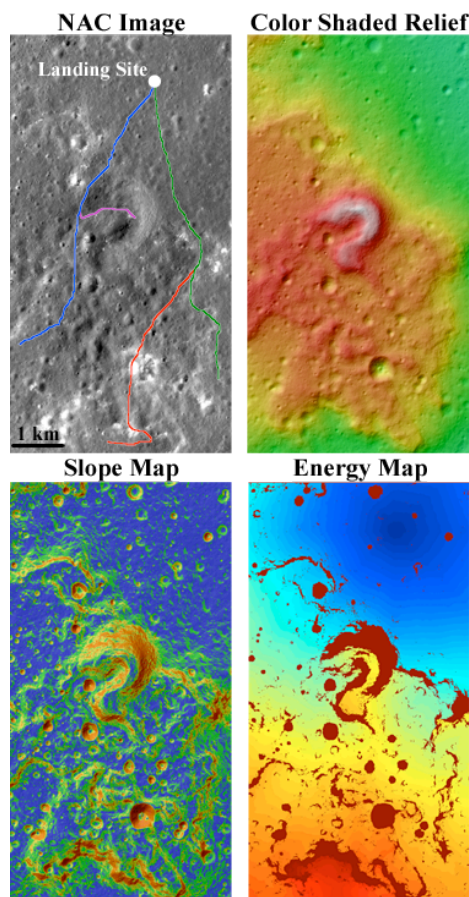 NAC Image
Color Shaded Relief
Landing Site
1 km
Slope Map
Energy Map